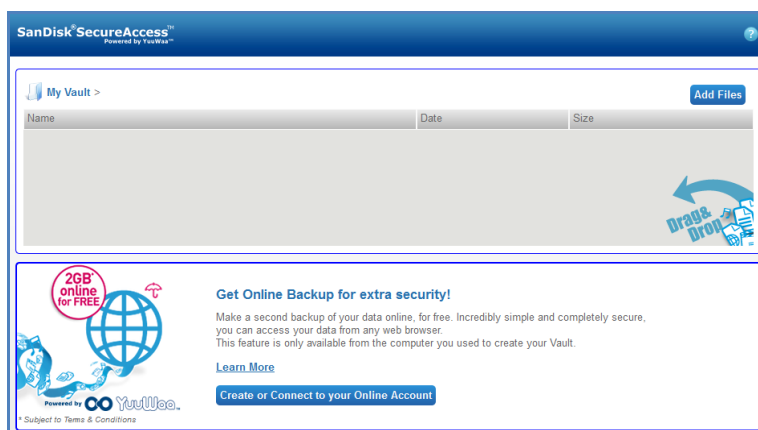 SanDisk® SecureAccess™
Powered by YuuWaa™
?
My Vault >
Add Files
Name Date Size
Drag&
Drop
2GB*
online
for FREE
Get Online Backup for extra security!
Make a second backup of your data online, for free. Incredibly simple and completely secure,
you can access your data from any web browser.
This feature is only available from the computer you used to create your Vault.
Learn More
Create or Connect to your Online Account
Powered by YuuWaa™
* Subject to Terms & Conditions